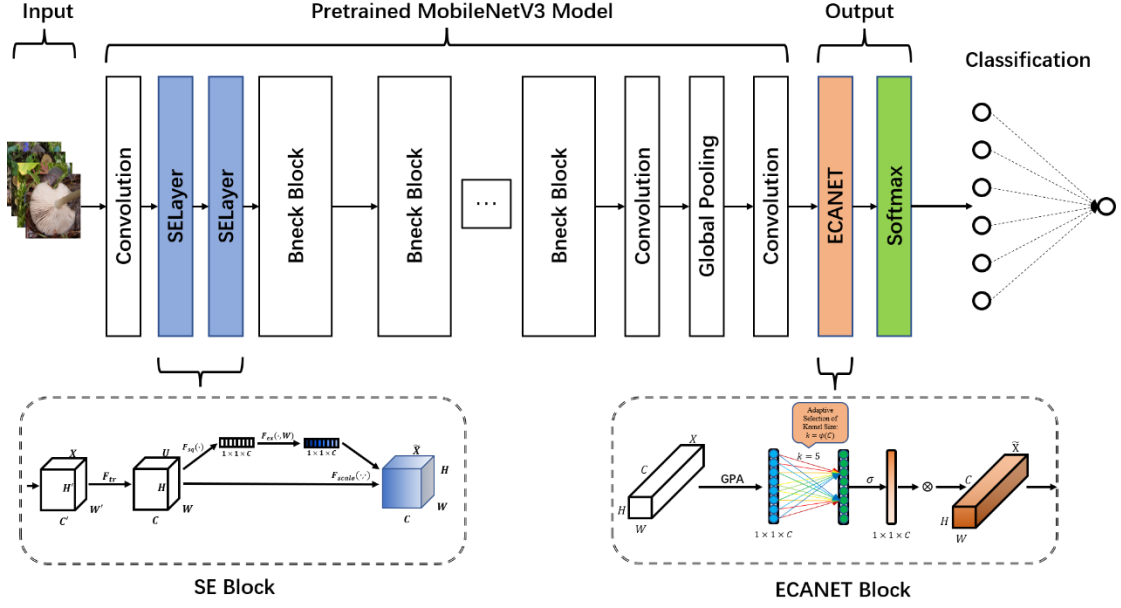 Input
Pretrained MobileNetV3 Model
Output
Classification
Convolution
SELayer
SELayer
Bneck Block
Bneck Block
...
Bneck Block
Convolution
Global Pooling
Convolution
ECANET
Softmax
X
H'
W'
C'
F_tr
U
H
W
C
F_sq(·)
1 × 1 × C
F_ex(·,W)
1 × 1 × C
F_scale(·,·)
X̃
H
W
C
SE Block
X
C
H
W
GPA
Adaptive
Selection of
Kernel Size:
k = ψ(C)
k = 5
1 × 1 × C
σ
1 × 1 × C
⊗
X̃
C
H
W
ECANET Block